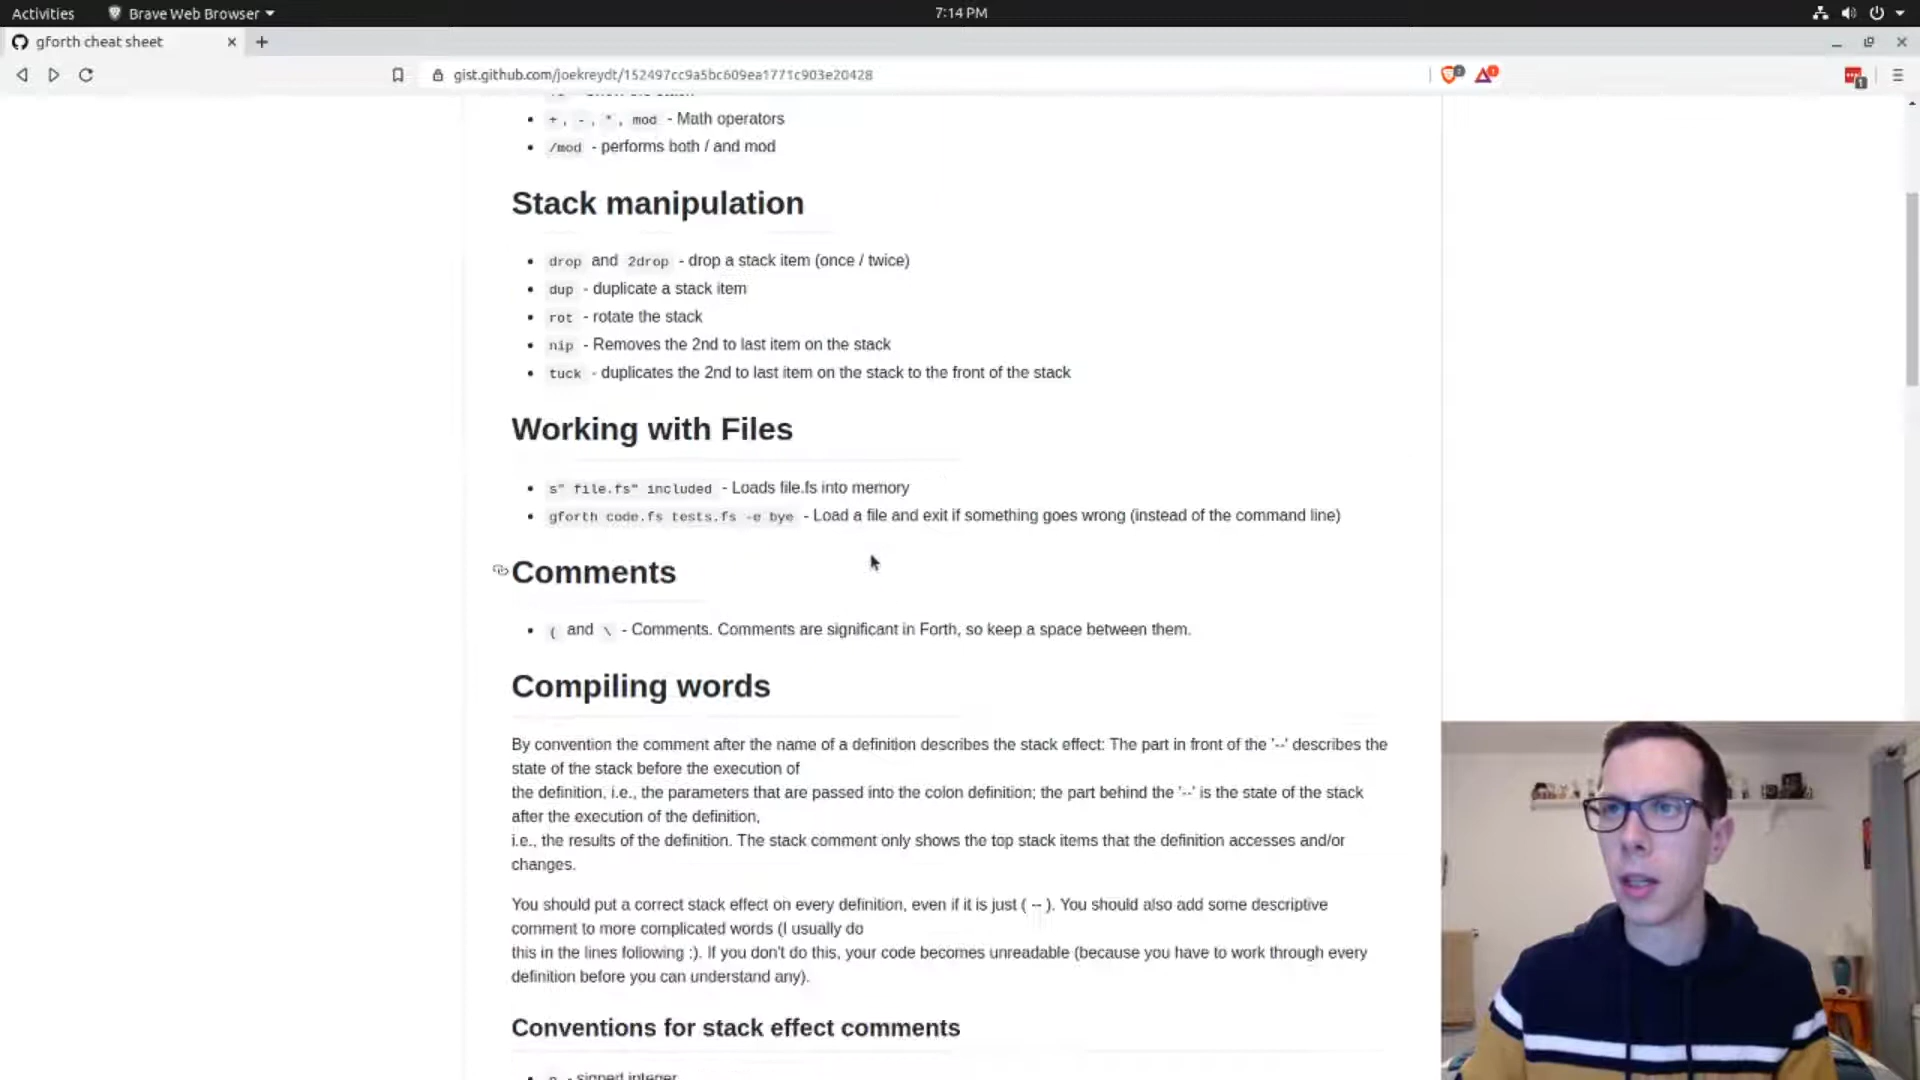 Activities
Brave Web Browser
7:14 PM
gforth cheat sheet
gist.github.com/joekreydt/152497cc9a5bc609ea1771c903e20428
+ , - , * , mod - Math operators
/mod - performs both / and mod
Stack manipulation
drop and 2drop - drop a stack item (once / twice)
dup - duplicate a stack item
rot - rotate the stack
nip - Removes the 2nd to last item on the stack
tuck - duplicates the 2nd to last item on the stack to the front of the stack
Working with Files
s" file.fs" included - Loads file.fs into memory
gforth code.fs tests.fs -e bye - Load a file and exit if something goes wrong (instead of the command line)
Comments
( and \ - Comments. Comments are significant in Forth, so keep a space between them.
Compiling words
By convention the comment after the name of a definition describes the stack effect: The part in front of the '--' describes the
state of the stack before the execution of
the definition, i.e., the parameters that are passed into the colon definition; the part behind the '--' is the state of the stack
after the execution of the definition,
i.e., the results of the definition. The stack comment only shows the top stack items that the definition accesses and/or
changes.
You should put a correct stack effect on every definition, even if it is just ( -- ). You should also add some descriptive
comment to more complicated words (I usually do
this in the lines following :). If you don't do this, your code becomes unreadable (because you have to work through every
definition before you can understand any).
Conventions for stack effect comments
n - signed integer